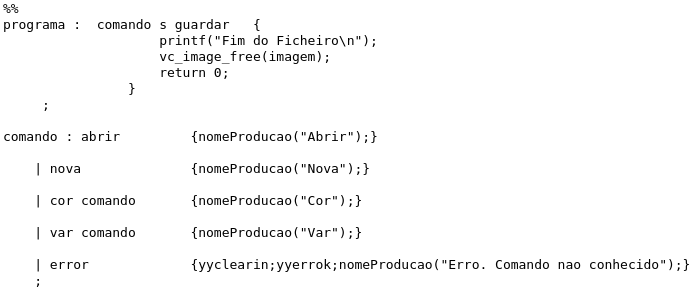 %%
programa :  comando s guardar   {
                    printf("Fim do Ficheiro\n");
                    vc_image_free(imagem);
                    return 0;
                }
     ;
comando : abrir         {nomeProducao("Abrir");}
    | nova              {nomeProducao("Nova");}
    | cor comando       {nomeProducao("Cor");}
    | var comando       {nomeProducao("Var");}
    | error             {yyclearin;yyerrok;nomeProducao("Erro. Comando nao conhecido");}
    ;